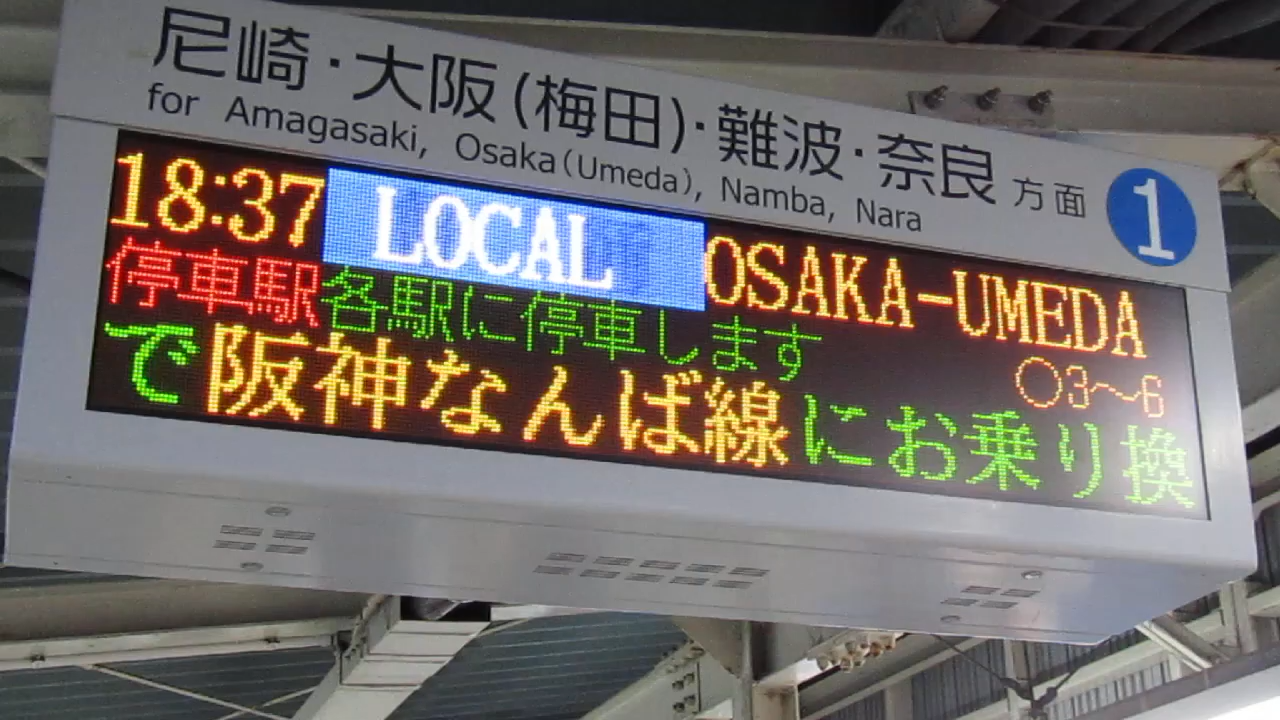 尼崎・大阪(梅田)・難波・奈良 方面
for Amagasaki, Osaka(Umeda), Namba, Nara
1
18:37 LOCAL OSAKA-UMEDA
停車駅 各駅に停車します
○3～6
で阪神なんば線にお乗り換